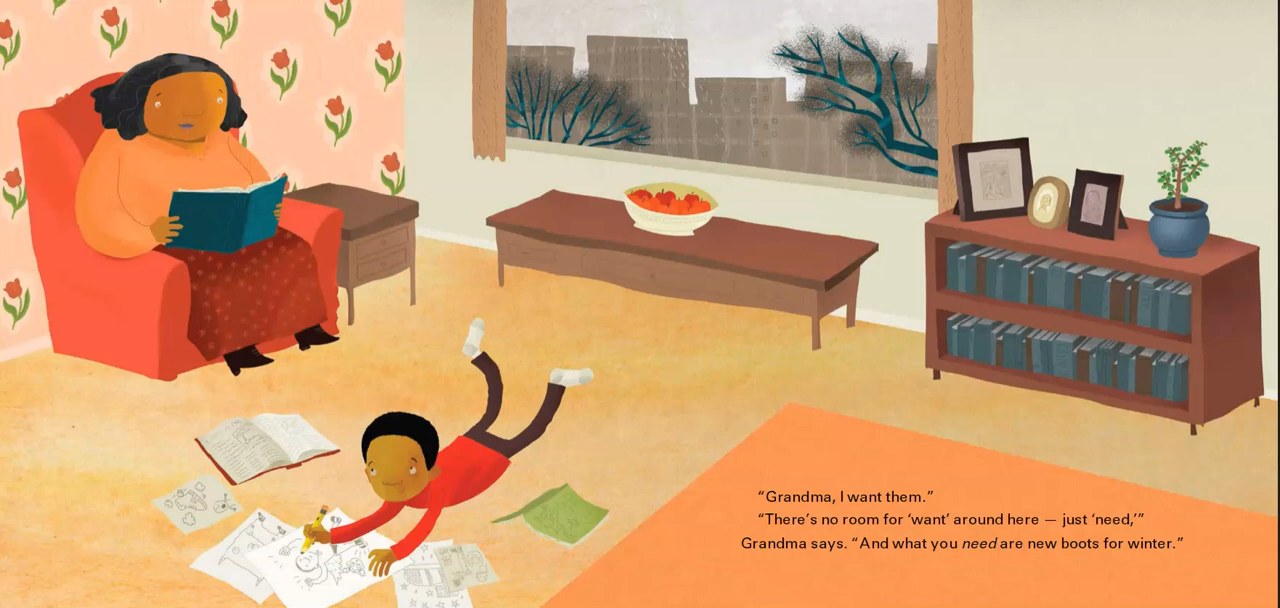 “Grandma, I want them.”
“There’s no room for ‘want’ around here — just ‘need,’”
Grandma says. “And what you need are new boots for winter.”